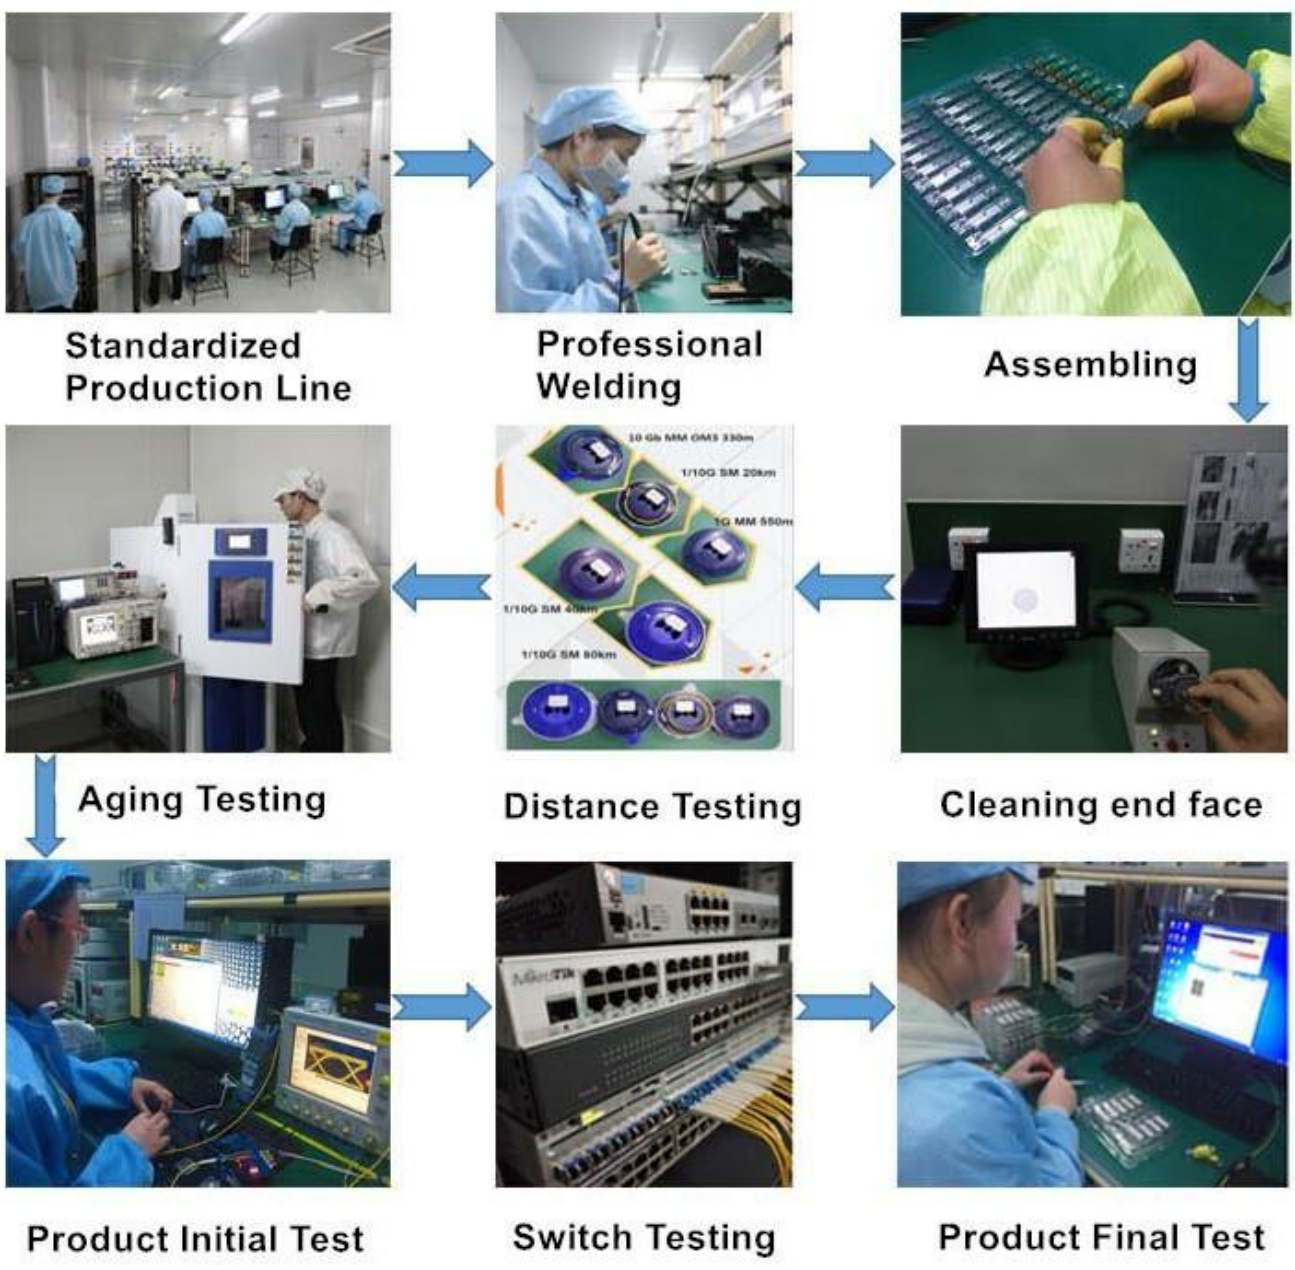 Standardized
Production Line
Professional
Welding
Assembling
10 Gb MM OM3 330m
1/10G SM 20km
1G MM 550m
1/10G SM 40km
1/10G SM 80km
Aging Testing
Distance Testing
Cleaning end face
MikroTik
Product Initial Test
Switch Testing
Product Final Test